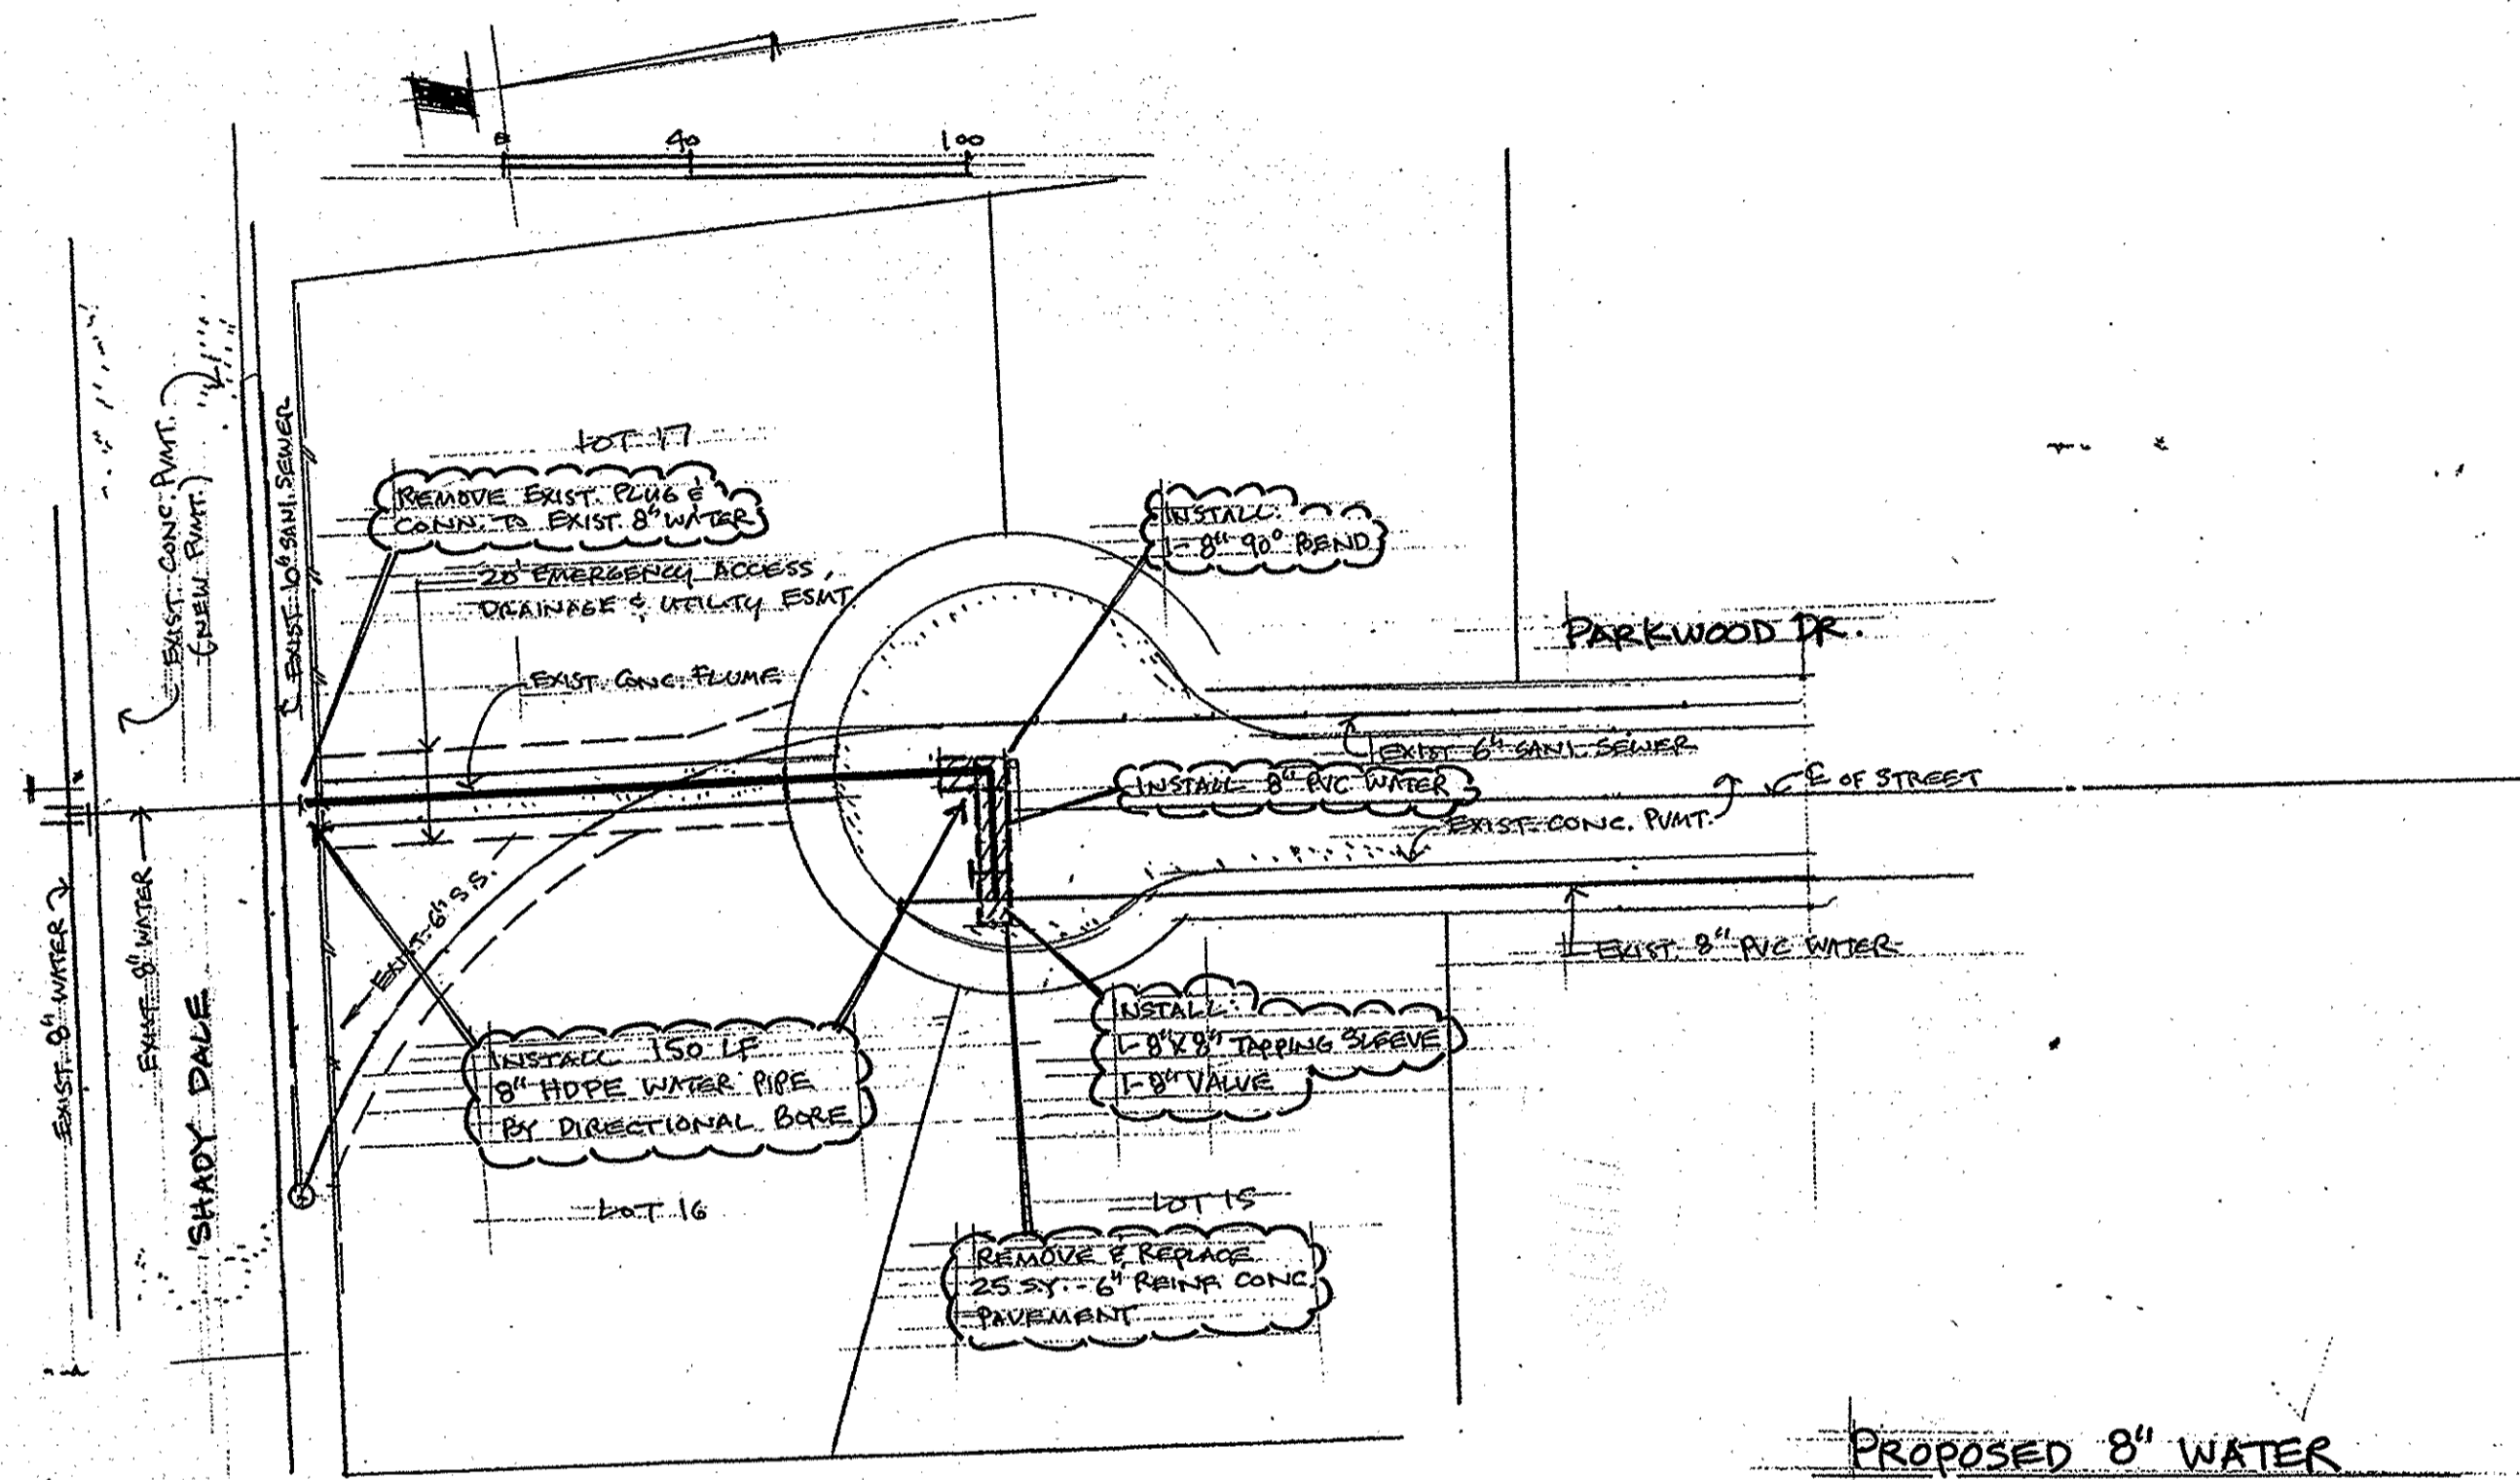 0 40 100
EXIST. CONC. PVMT.
(NEW PVMT.)
EXIST. 10" SANI. SEWER
LOT 17
REMOVE EXIST. PLUG &
CONN. TO EXIST. 8" WATER
20' EMERGENCY ACCESS,
DRAINAGE & UTILITY ESMT.
EXIST. CONC. FLUME
INSTALL:
1- 8" 90° BEND
PARKWOOD DR.
EXIST 6" SANI. SEWER
INSTALL 8" PVC WATER
℄ OF STREET
EXIST. CONC. PVMT.
EXIST. 8" PVC WATER
EXIST. 8" WATER
EXIST 8" WATER
SHADY DALE
EXIST. 6" S.S.
INSTALL 150 LF
8" HDPE WATER PIPE
BY DIRECTIONAL BORE
INSTALL:
1- 8" X 8" TAPPING SLEEVE
1- 8" VALVE
LOT 16
LOT 15
REMOVE & REPLACE
25 S.Y. - 6" REINF. CONC.
PAVEMENT
PROPOSED 8" WATER